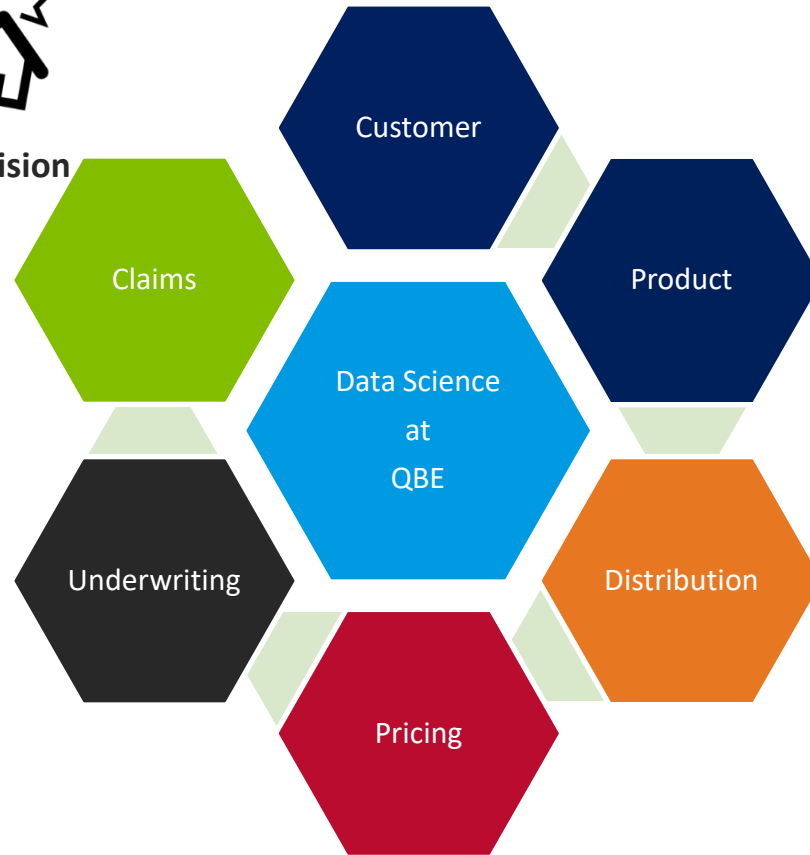 Customer
ision
Claims
Product
Data Science
at
QBE
Underwriting
Distribution
Pricing